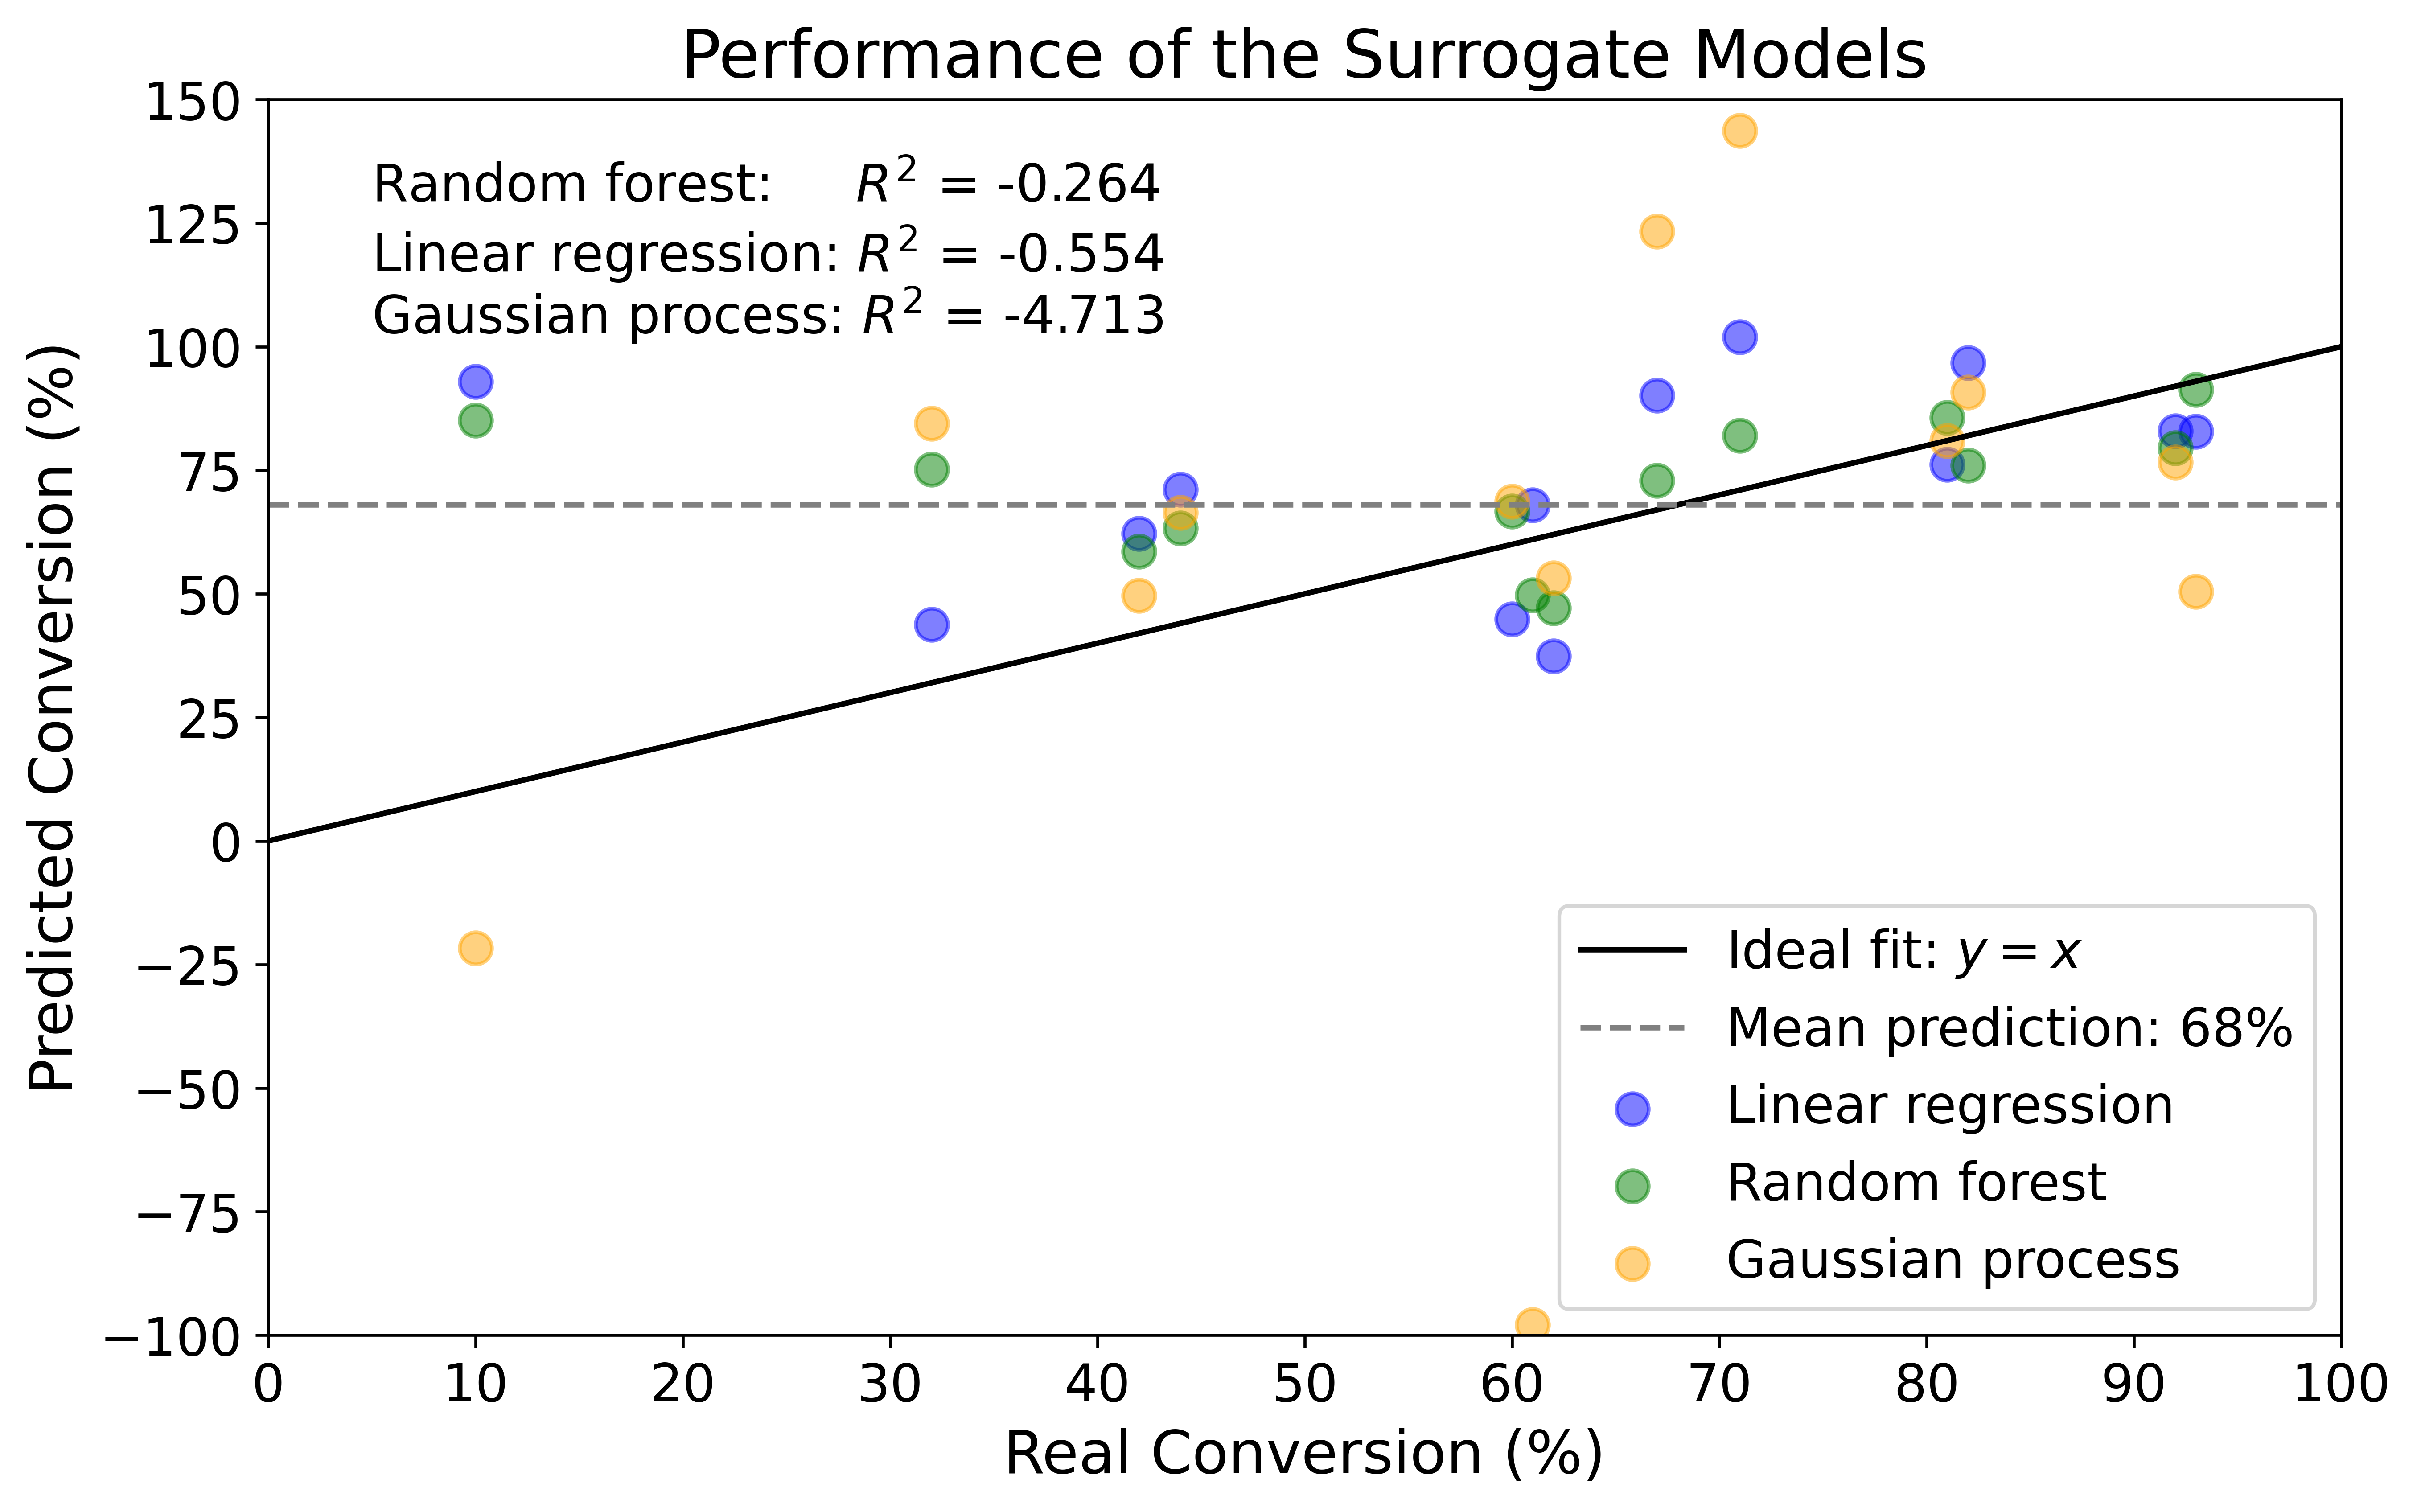 Performance of the Surrogate Models
Random forest: R² = -0.264
Linear regression: R² = -0.554
Gaussian process: R² = -4.713
Predicted Conversion (%)
150
125
100
75
50
25
0
−25
−50
−75
−100
Ideal fit: y = x
Mean prediction: 68%
Linear regression
Random forest
Gaussian process
0 10 20 30 40 50 60 70 80 90 100
Real Conversion (%)